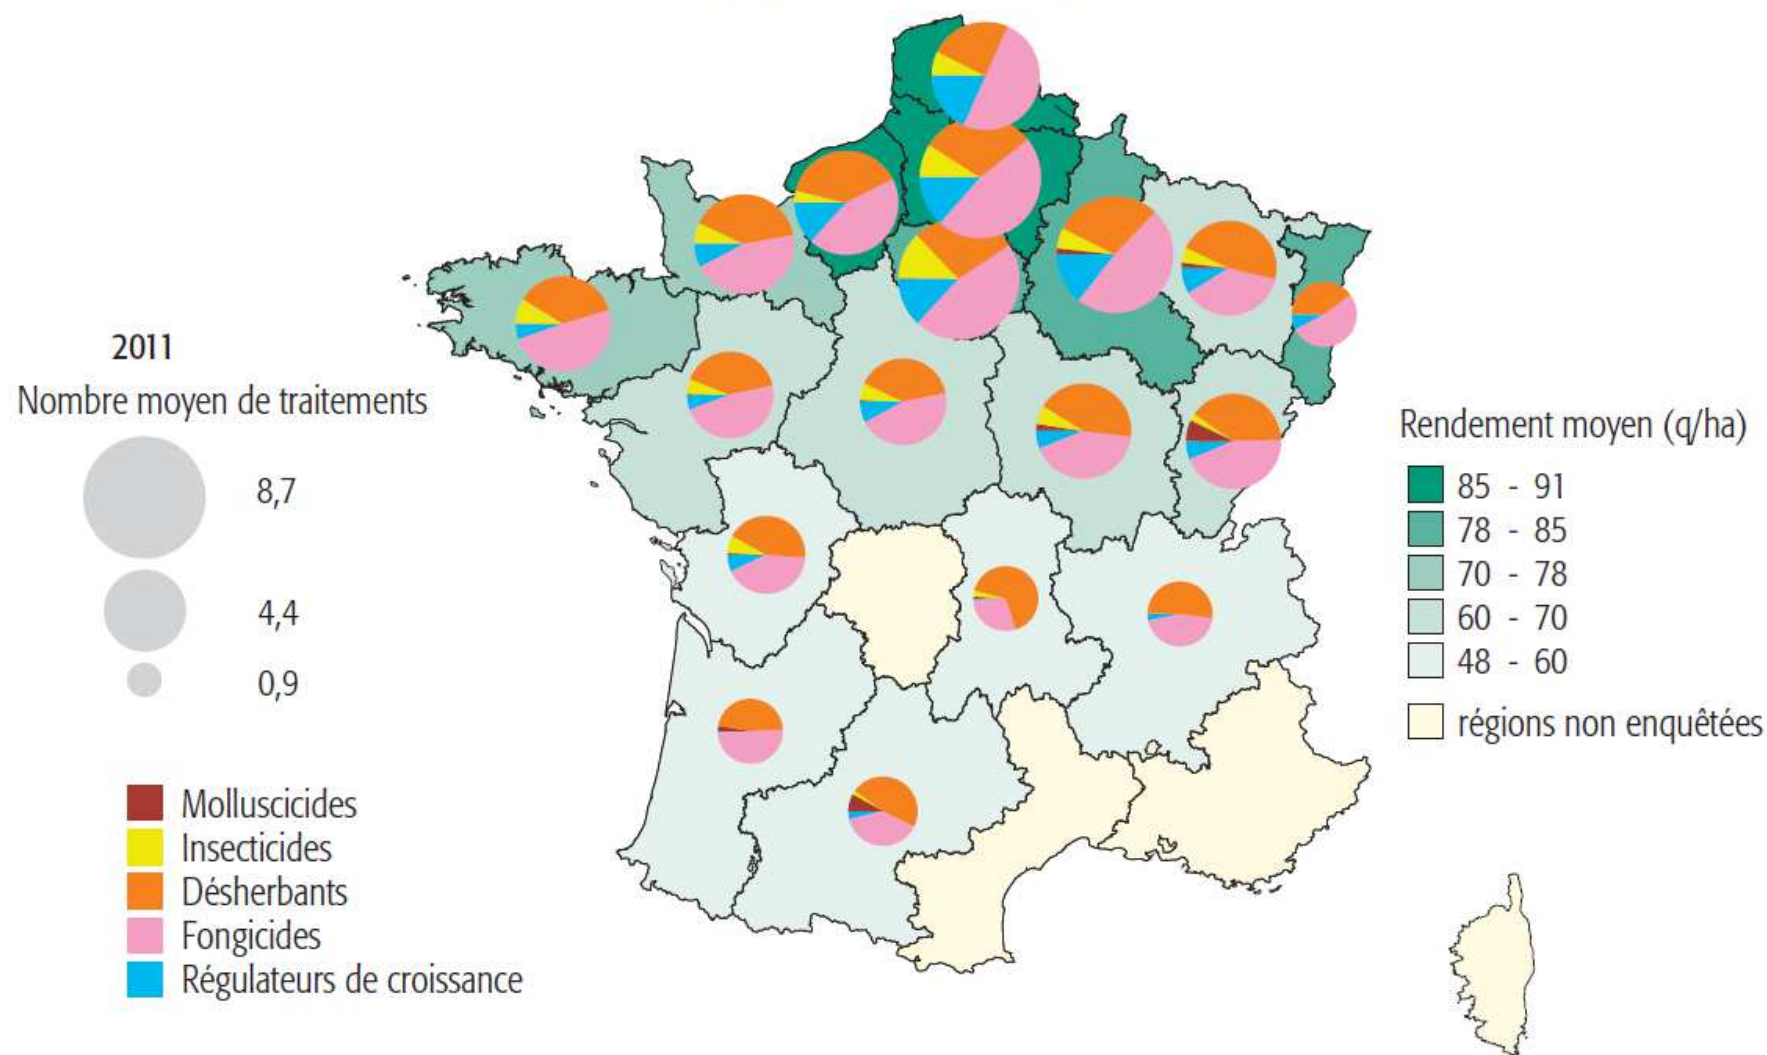 2011
Nombre moyen de traitements
8,7
4,4
0,9
Molluscicides
Insecticides
Désherbants
Fongicides
Régulateurs de croissance
Rendement moyen (q/ha)
85 - 91
78 - 85
70 - 78
60 - 70
48 - 60
régions non enquêtées